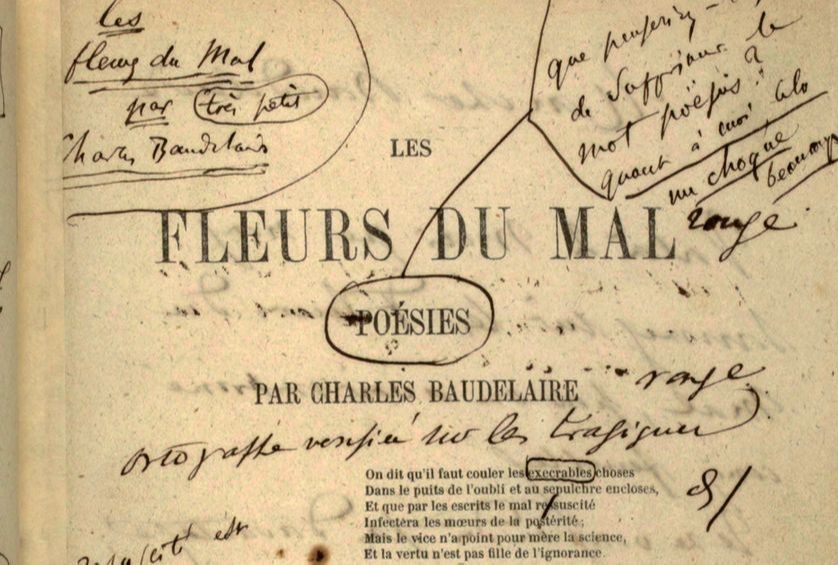 les
fleurs du Mal
par très petit
Charles Baudelaire
que penseriez-
de supprimer le
mot poësies?
quant à moi cela
me choque
beaucoup
LES
FLEURS DU MAL
rouge
POÉSIES
PAR CHARLES BAUDELAIRE
rouge
ortographe verifiée sur les tragiques
On dit qu'il faut couler les execrables choses
Dans le puits de l'oubli et au sepulchre encloses,
Et que par les escrits le mal resuscité
Infectera les mœurs de la postérité;
Mais le vice n'a point pour mère la science,
Et la vertu n'est pas fille de l'ignorance.
est